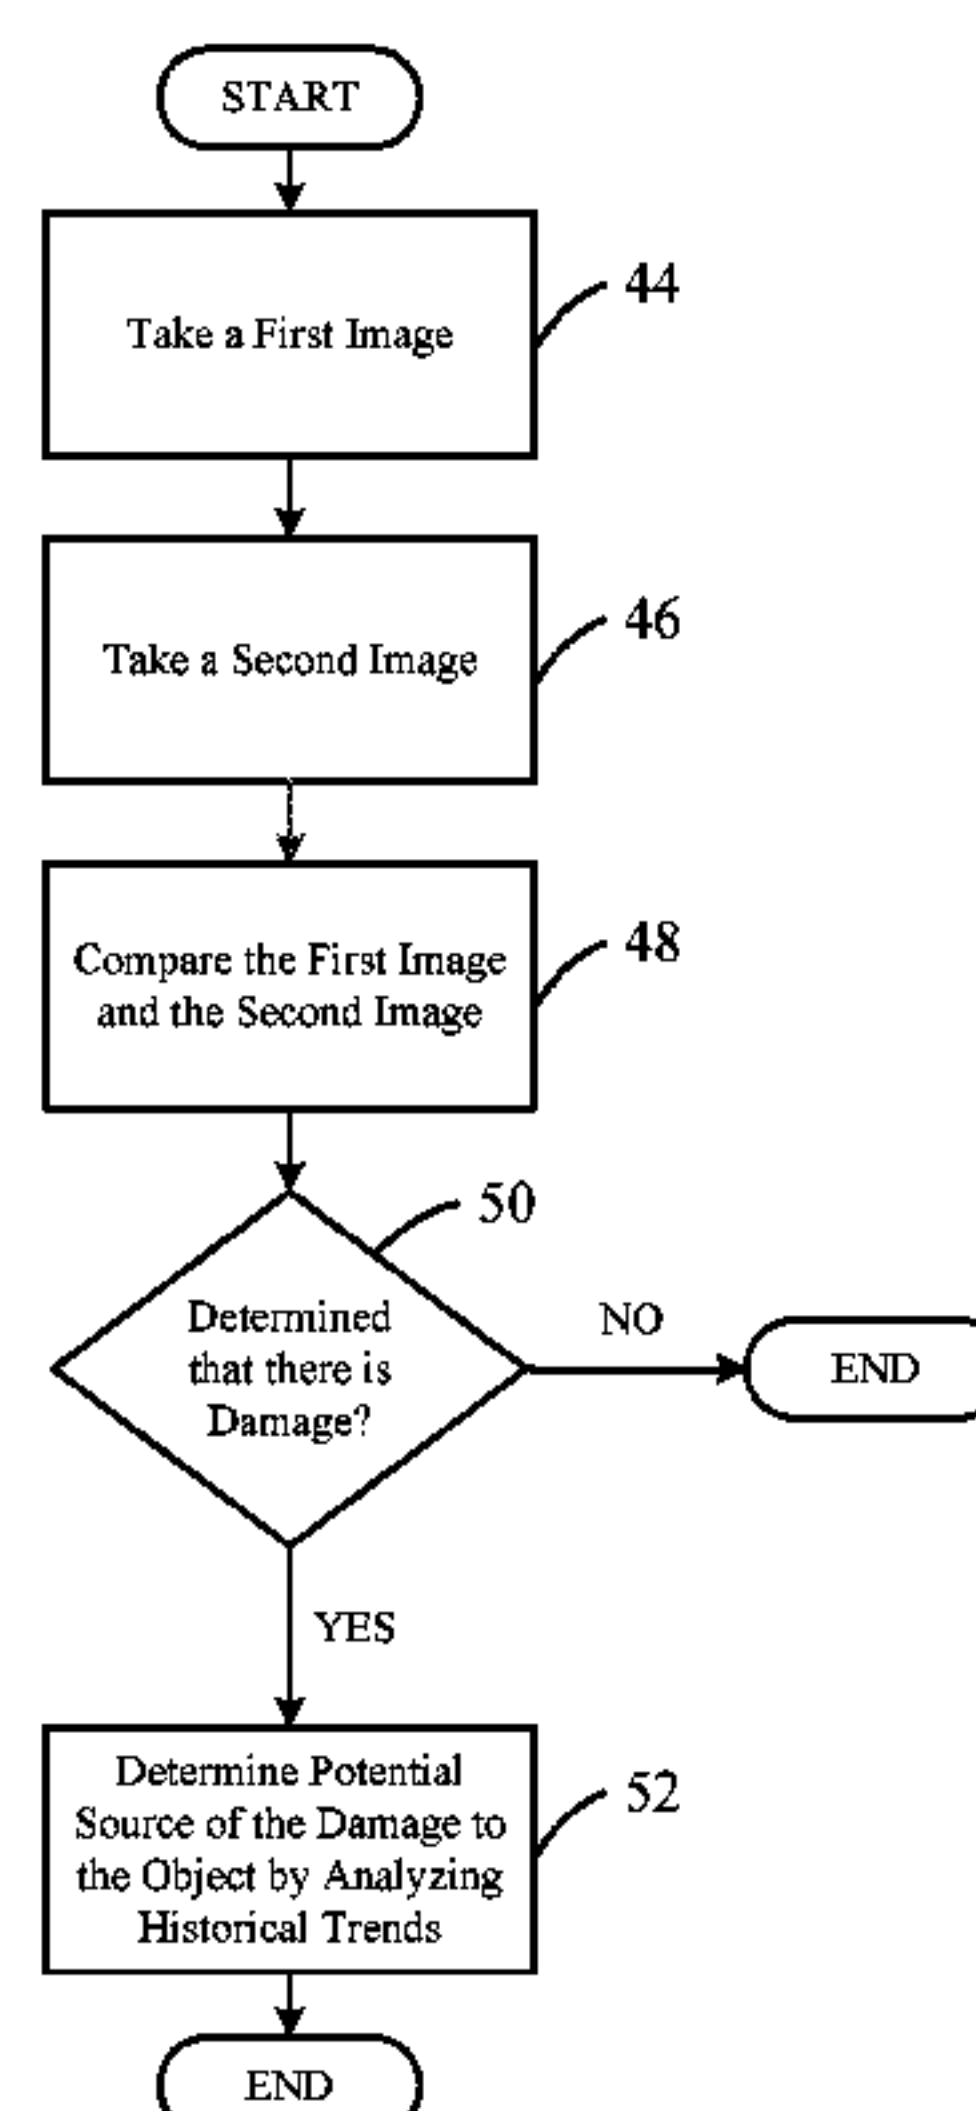 START
Take a First Image
44
Take a Second Image
46
Compare the First Image
and the Second Image
48
50
Determined
that there is
Damage?
NO
END
YES
Determine Potential
Source of the Damage to
the Object by Analyzing
Historical Trends
52
END